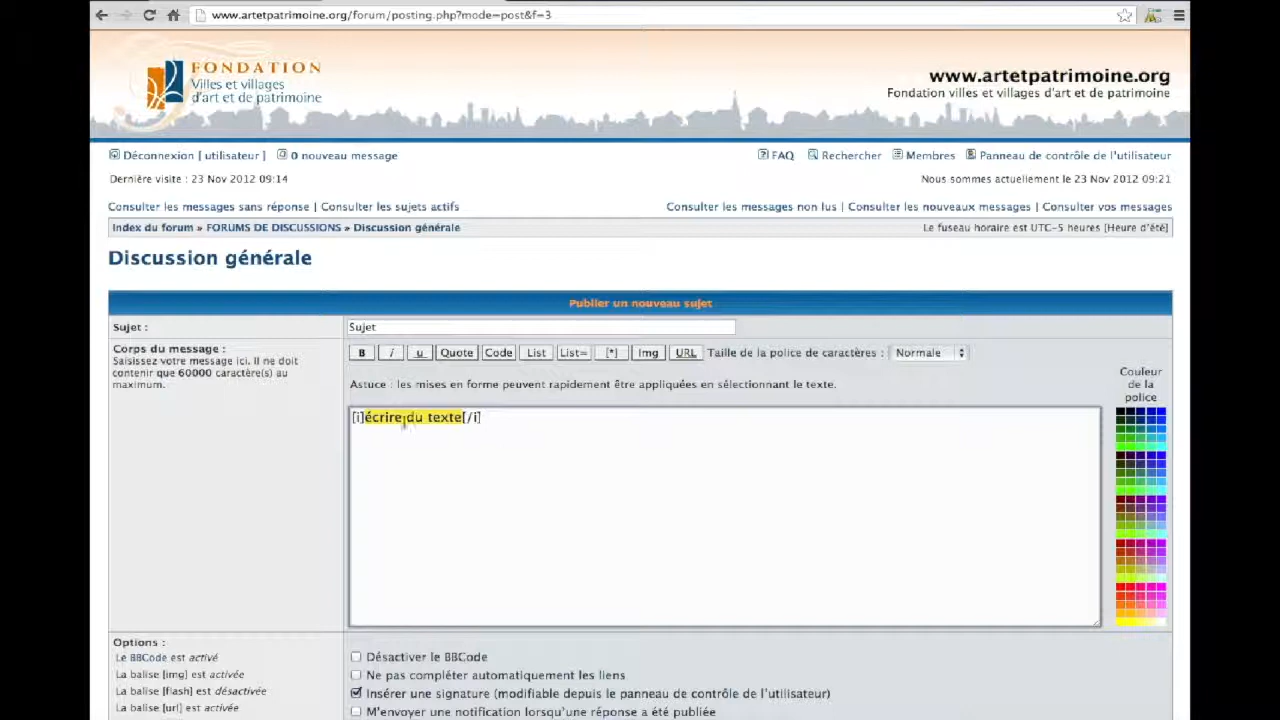 www.artetpatrimoine.org/forum/posting.php?mode=post&f=3
FONDATION
Villes et villages
d'art et de patrimoine
www.artetpatrimoine.org
Fondation villes et villages d'art et de patrimoine
Déconnexion [ utilisateur ] 0 nouveau message
FAQ Rechercher Membres Panneau de contrôle de l'utilisateur
Dernière visite : 23 Nov 2012 09:14
Nous sommes actuellement le 23 Nov 2012 09:21
Consulter les messages sans réponse | Consulter les sujets actifs
Consulter les messages non lus | Consulter les nouveaux messages | Consulter vos messages
Index du forum » FORUMS DE DISCUSSIONS » Discussion générale
Le fuseau horaire est UTC-5 heures [Heure d'été]
Discussion générale
Publier un nouveau sujet
Sujet :
Sujet
Corps du message :
Saisissez votre message ici. Il ne doit
contenir que 60000 caractère(s) au
maximum.
B i u Quote Code List List= [*] Img URL Taille de la police de caractères : Normale
Astuce : les mises en forme peuvent rapidement être appliquées en sélectionnant le texte.
Couleur
de la
police
[i]écrire du texte[/i]
Options :
Le BBCode est activé
La balise [img] est activée
La balise [flash] est désactivée
La balise [url] est activée
Désactiver le BBCode
Ne pas compléter automatiquement les liens
Insérer une signature (modifiable depuis le panneau de contrôle de l'utilisateur)
M'envoyer une notification lorsqu'une réponse a été publiée